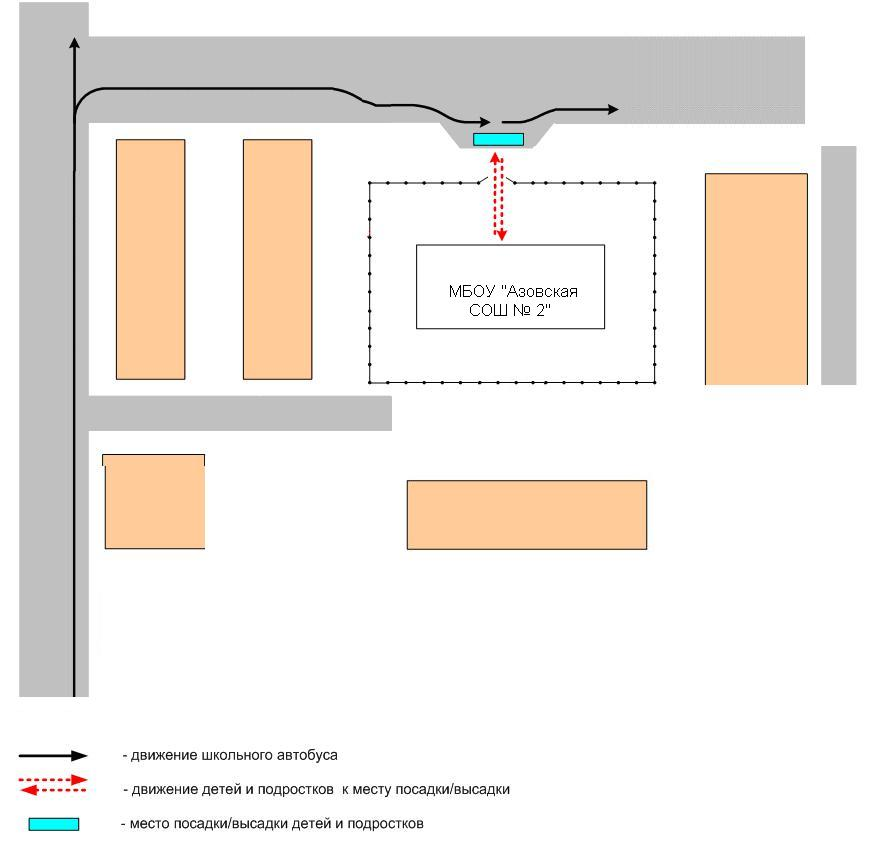 МБОУ "Азовская
СОШ № 2"
- движение школьного автобуса
- движение детей и подростков к месту посадки/высадки
- место посадки/высадки детей и подростков